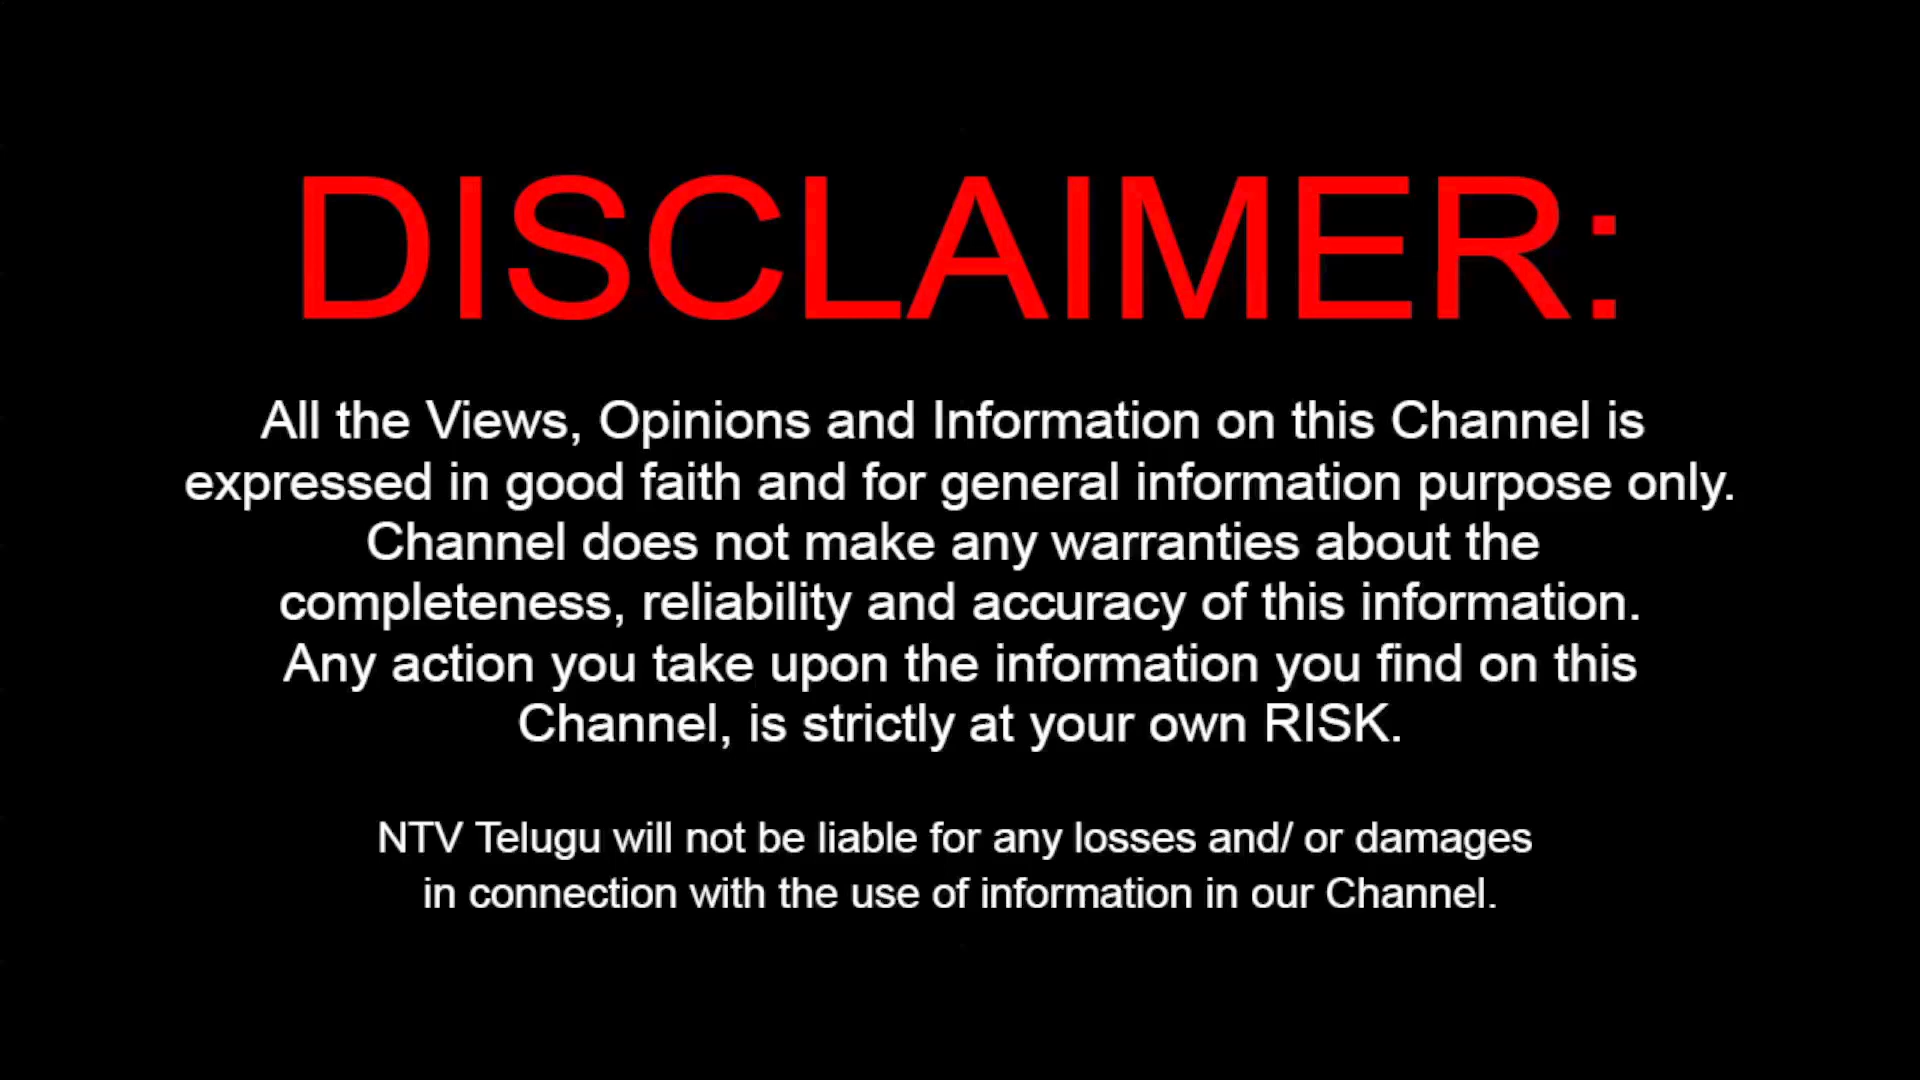 DISCLAIMER:
All the Views, Opinions and Information on this Channel is
expressed in good faith and for general information purpose only.
Channel does not make any warranties about the
completeness, reliability and accuracy of this information.
Any action you take upon the information you find on this
Channel, is strictly at your own RISK.
NTV Telugu will not be liable for any losses and/ or damages
in connection with the use of information in our Channel.